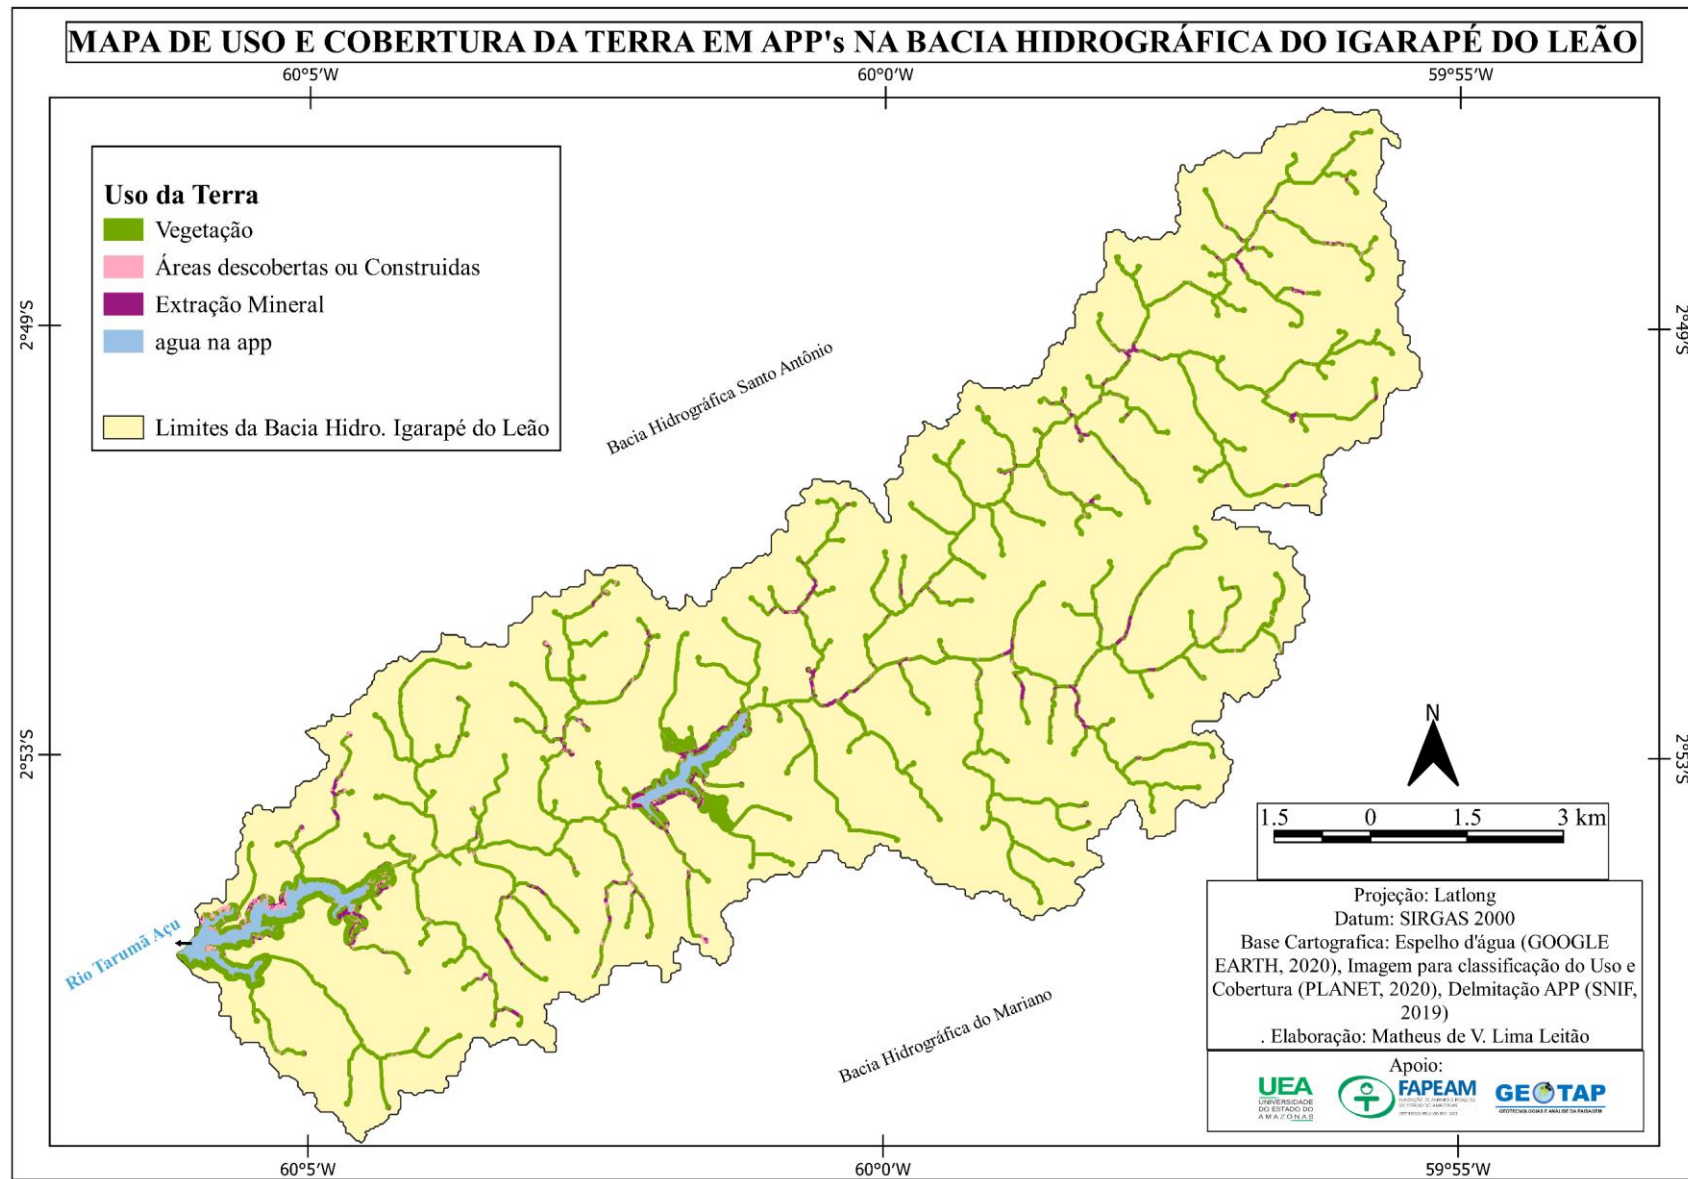 MAPA DE USO E COBERTURA DA TERRA EM APP's NA BACIA HIDROGRÁFICA DO IGARAPÉ DO LEÃO
60°5′W
60°0′W
59°55′W
Uso da Terra
Vegetação
Áreas descobertas ou Construidas
Extração Mineral
agua na app
Limites da Bacia Hidro. Igarapé do Leão
2°49′S
2°49′S
Bacia Hidrográfica Santo Antônio
2°53′S
2°53′S
N
1.5 0 1.5 3 km
Rio Tarumã Açu
Bacia Hidrográfica do Mariano
Projeção: Latlong
Datum: SIRGAS 2000
Base Cartografica: Espelho d'água (GOOGLE
EARTH, 2020), Imagem para classificação do Uso e
Cobertura (PLANET, 2020), Delmitação APP (SNIF,
2019)
. Elaboração: Matheus de V. Lima Leitão
Apoio:
UEA
UNIVERSIDADE
DO ESTADO DO
AMAZONAS
FAPEAM
GEOTAP
GEOTECNOLOGIAS E ANÁLISE DA PAISAGEM
60°5′W
60°0′W
59°55′W